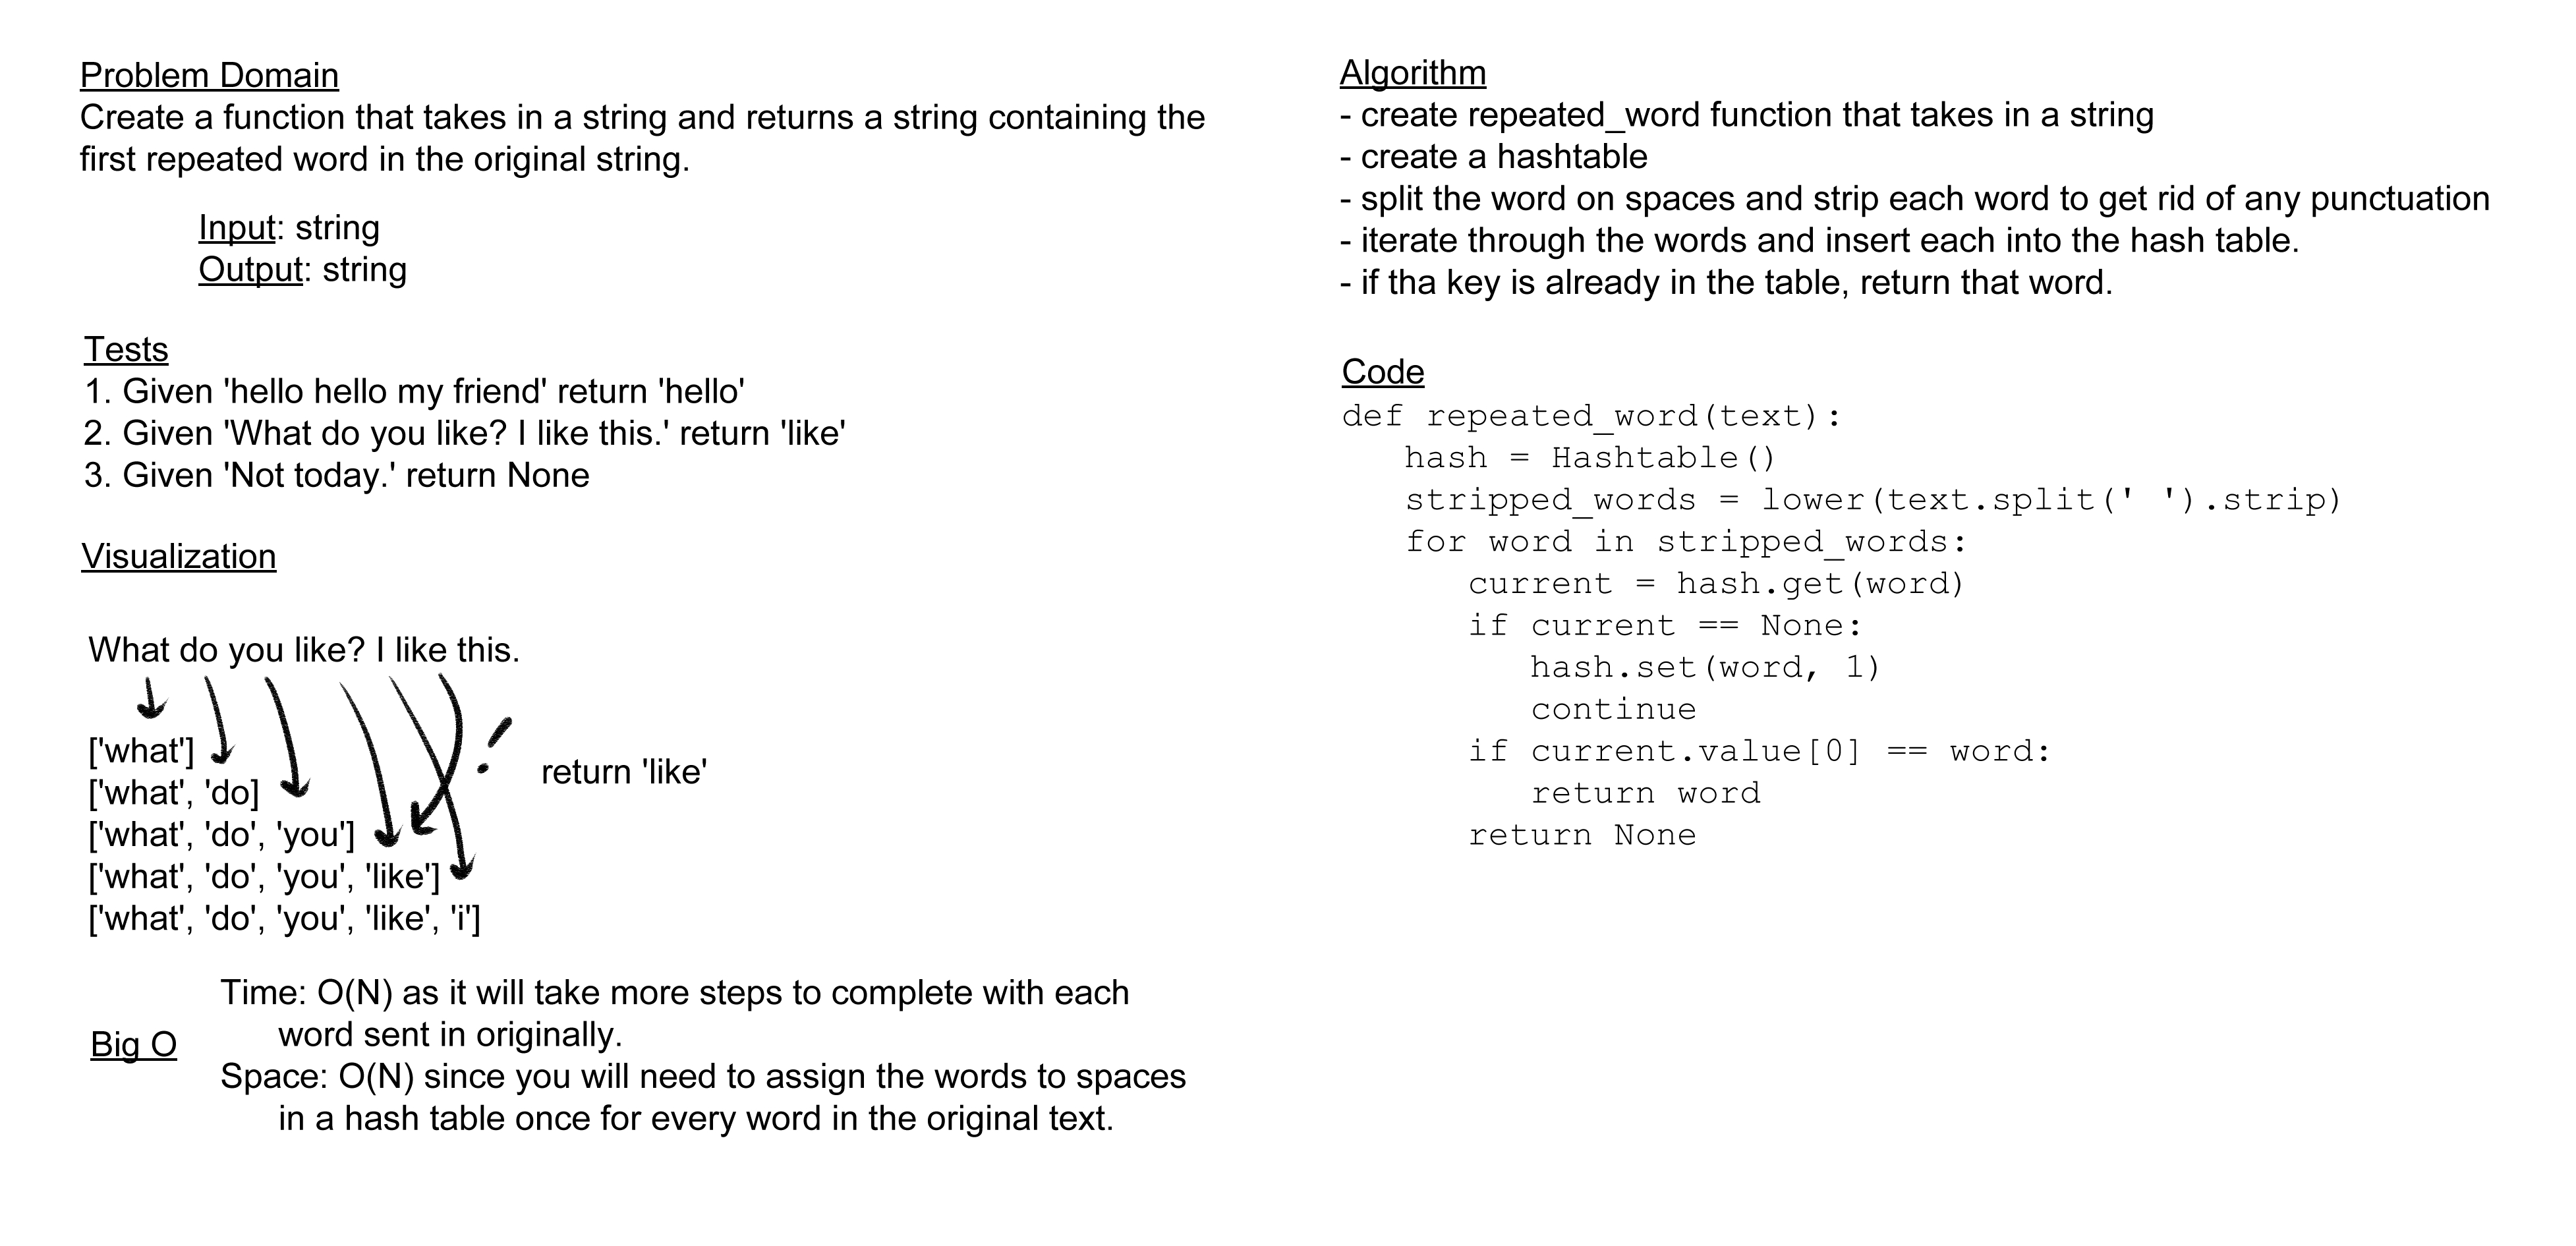 Problem Domain
Create a function that takes in a string and returns a string containing the
first repeated word in the original string.
Input: string
Output: string
Tests
1. Given 'hello hello my friend' return 'hello'
2. Given 'What do you like? I like this.' return 'like'
3. Given 'Not today.' return None
Visualization
What do you like? I like this.
!
['what']
return 'like'
['what', 'do]
['what', 'do', 'you']
['what', 'do', 'you', 'like']
['what', 'do', 'you', 'like', 'i']
Big O
Time: O(N) as it will take more steps to complete with each
word sent in originally.
Space: O(N) since you will need to assign the words to spaces
in a hash table once for every word in the original text.
Algorithm
- create repeated_word function that takes in a string
- create a hashtable
- split the word on spaces and strip each word to get rid of any punctuation
- iterate through the words and insert each into the hash table.
- if tha key is already in the table, return that word.
Code
def repeated_word(text):
   hash = Hashtable()
   stripped_words = lower(text.split(' ').strip)
   for word in stripped_words:
      current = hash.get(word)
      if current == None:
         hash.set(word, 1)
         continue
      if current.value[0] == word:
         return word
      return None